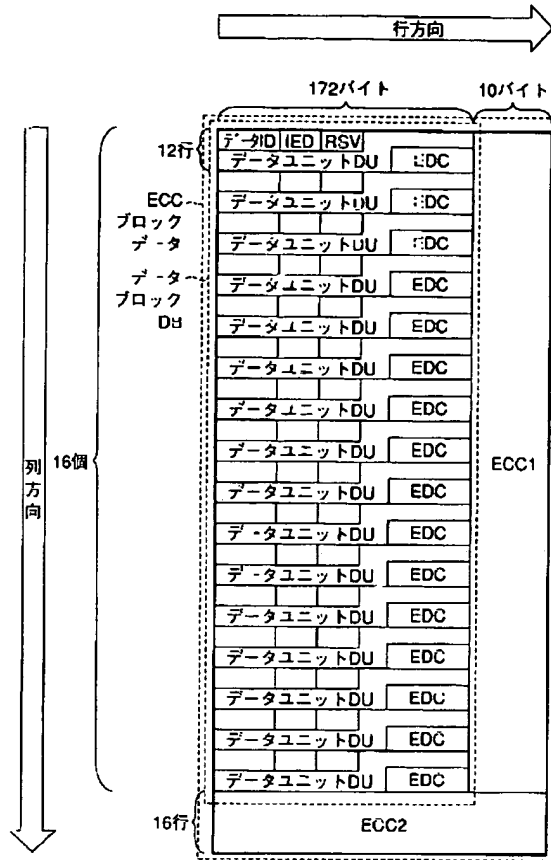 行方向
172バイト
10バイト
12行
データID IED RSV
データユニットDU EDC
ECC
ブロック
データ
データユニットDU EDC
データユニットDU EDC
データ
ブロック
DB
データユニットDU EDC
データユニットDU EDC
データユニットDU EDC
データユニットDU EDC
データユニットDU EDC
16個
列方向
ECC1
データユニットDU EDC
データユニットDU EDC
データユニットDU EDC
データユニットDU EDC
データユニットDU EDC
データユニットDU EDC
データユニットDU EDC
データユニットDU EDC
16行
ECC2